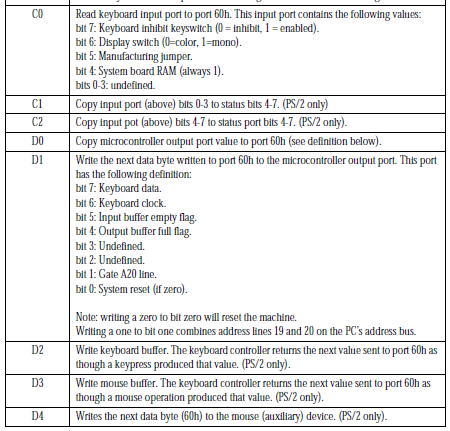 C0 Read keyboard input port to port 60h. This input port contains the following values:
bit 7: Keyboard inhibit keyswitch (0 = inhibit, 1 = enabled).
bit 6: Display switch (0=color, 1=mono).
bit 5: Manufacturing jumper.
bit 4: System board RAM (always 1).
bits 0-3: undefined.
C1 Copy input port (above) bits 0-3 to status bits 4-7. (PS/2 only)
C2 Copy input pot (above) bits 4-7 to status port bits 4-7. (PS/2 only).
D0 Copy microcontroller output port value to port 60h (see definition below).
D1 Write the next data byte written to port 60h to the microcontroller output port. This port
has the following definition:
bit 7: Keyboard data.
bit 6: Keyboard clock.
bit 5: Input buffer empty flag.
bit 4: Output buffer full flag.
bit 3: Undefined.
bit 2: Undefined.
bit 1: Gate A20 line.
bit 0: System reset (if zero).
Note: writing a zero to bit zero will reset the machine.
Writing a one to bit one combines address lines 19 and 20 on the PC's address bus.
D2 Write keyboard buffer. The keyboard controller returns the next value sent to port 60h as
though a keypress produced that value. (PS/2 only).
D3 Write mouse buffer. The keyboard controller returns the next value sent to port 60h as
though a mouse operation produced that value. (PS/2 only).
D4 Writes the next data byte (60h) to the mouse (auxiliary) device. (PS/2 only).